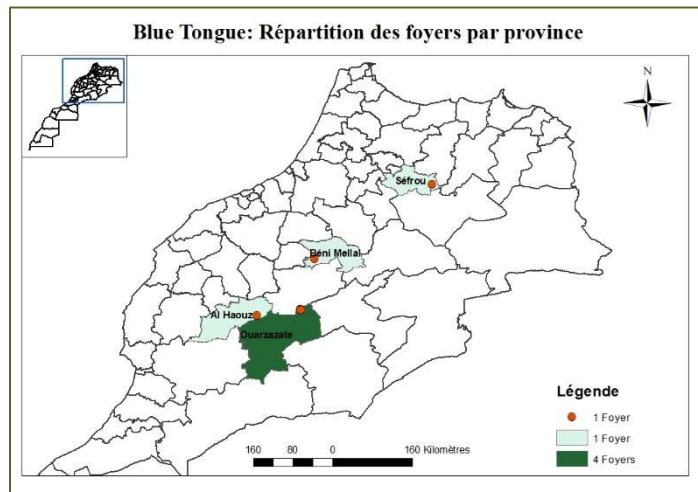 Blue Tongue: Répartition des foyers par province
N
Séfrou
Béni Mellal
Al Haouz
Ouarzazate
Légende
1 Foyer
1 Foyer
4 Foyers
160 80 0 160 Kilomètres